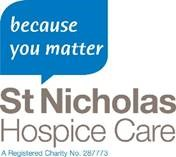 because
you matter
St Nicholas
Hospice Care
A Registered Charity No. 287773